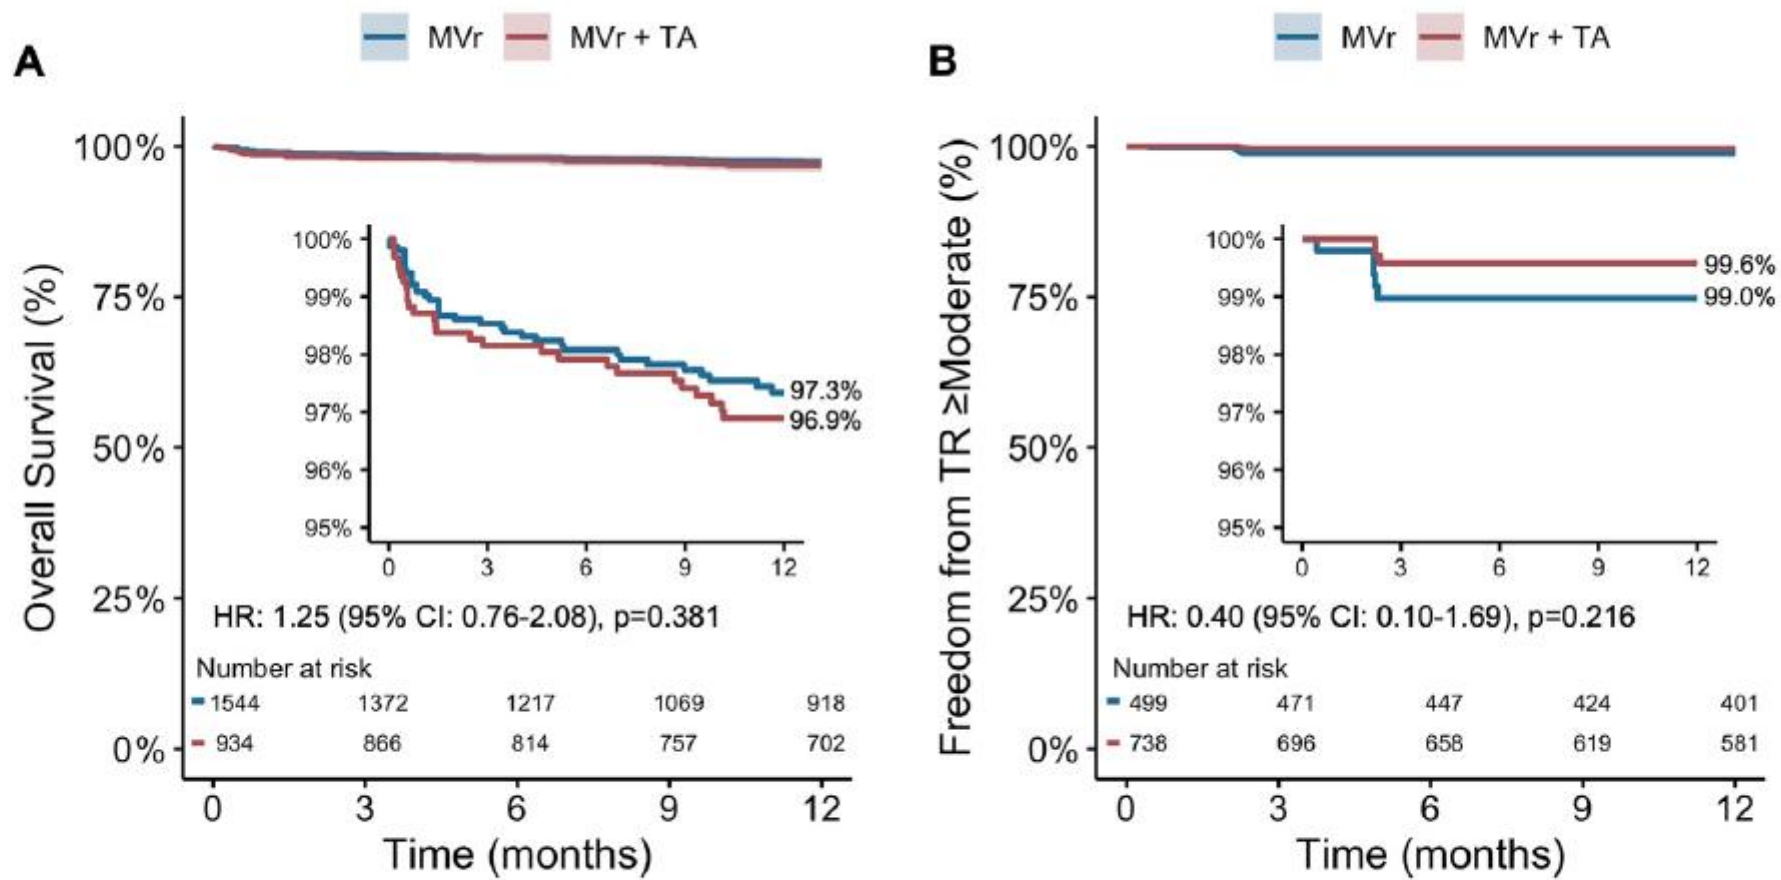 A
MVr
MVr + TA
Overall Survival (%)
100%
75%
50%
25%
0%
100%
99%
98%
97%
96%
95%
97.3%
96.9%
0 3 6 9 12
HR: 1.25 (95% CI: 0.76-2.08), p=0.381
Number at risk
1544 1372 1217 1069 918
934 866 814 757 702
0 3 6 9 12
Time (months)
B
MVr
MVr + TA
Freedom from TR ≥Moderate (%)
100%
75%
50%
25%
0%
100%
99%
98%
97%
96%
95%
99.6%
99.0%
0 3 6 9 12
HR: 0.40 (95% CI: 0.10-1.69), p=0.216
Number at risk
499 471 447 424 401
738 696 658 619 581
0 3 6 9 12
Time (months)